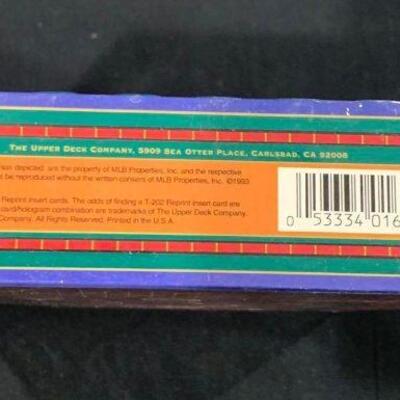 THE UPPER DECK COMPANY, 5909 SEA OTTER PLACE, CARLSBAD, CA 92008
depicted are the property of MLB Properties, Inc. and the respective
be reproduced without the written consent of MLB Properties, Inc. ©1993
Reprint insert cards. The odds of finding a T-202 Reprint insert card are
card/hologram combination are trademarks of The Upper Deck Company.
Company. All Rights Reserved. Printed in the U.S.A.
0 53334 016